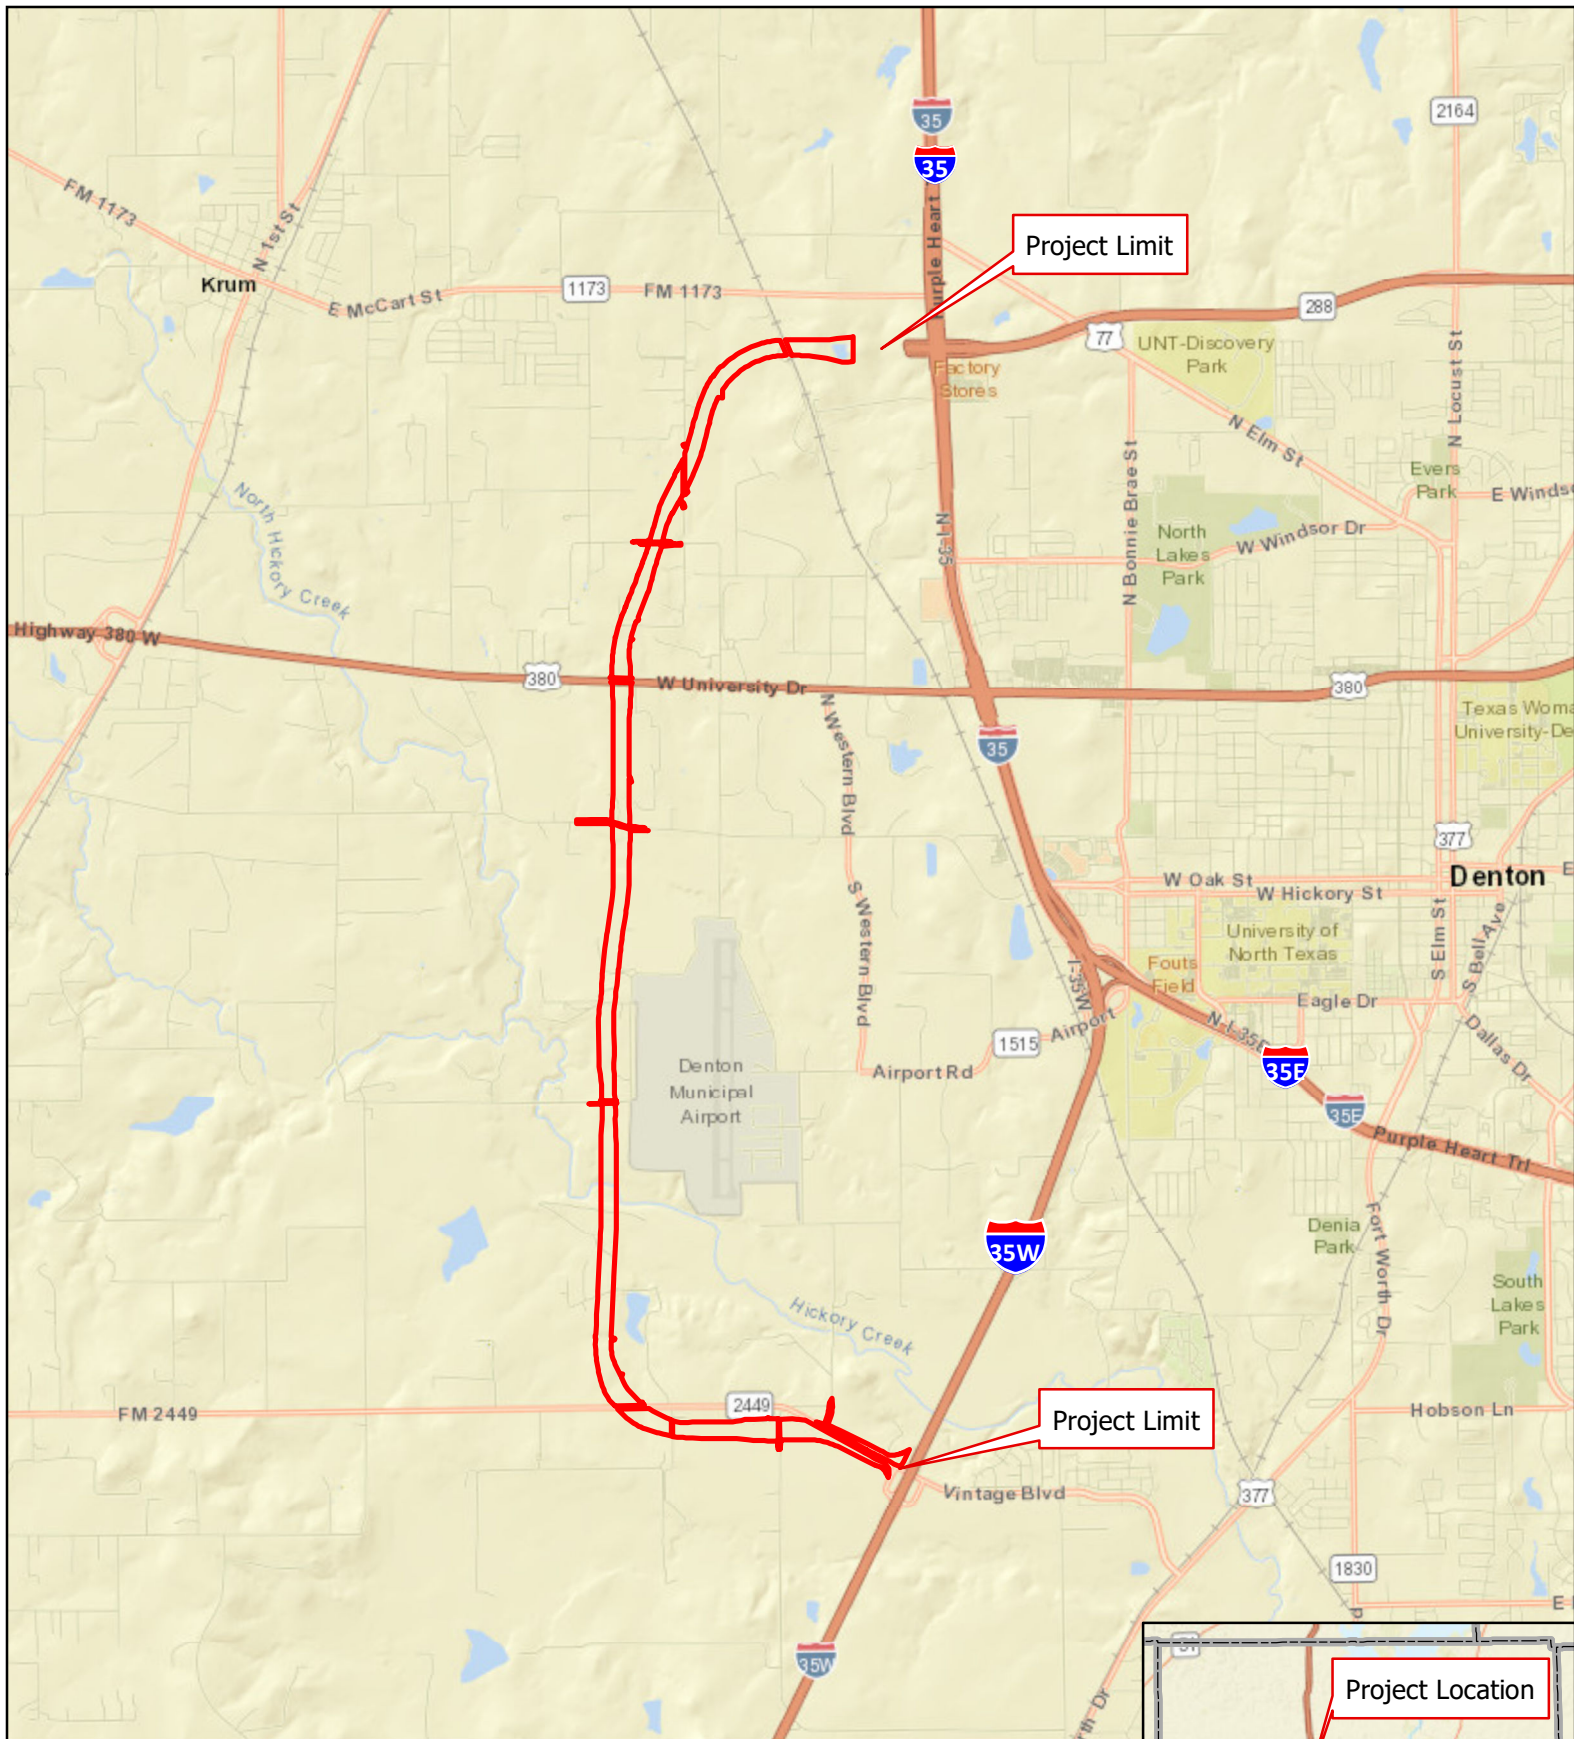 35
2164
35
FM 1173
N 1st St
Purple Heart
Project Limit
Krum
1173
FM 1173
E McCart St
288
77
UNT-Discovery
Park
Factory
Stores
N Locust St
N Elm St
Evers
Park
E Windso
N Bonnie Brae St
North
Lakes
Park
W Windsor Dr
N I-35
North Hickory Creek
Highway 380 W
380
W University Dr
380
N Western Blvd
Texas Woma
University-De
35
377
Denton
E
W Oak St
W Hickory St
S Western Blvd
University of
North Texas
S Elm St
S Bell Ave
Fouts
Field
I-35W
Eagle Dr
N I-35E
1515
Airport
Dallas Dr
Airport Rd
35E
Denton
Municipal
Airport
35E
Purple Heart Trl
35W
Denia
Park
Fort Worth Dr
South
Lakes
Park
Hickory Creek
2449
FM 2449
Hobson Ln
Project Limit
Vintage Blvd
377
1830
E
35W
Project Location
rth Dr